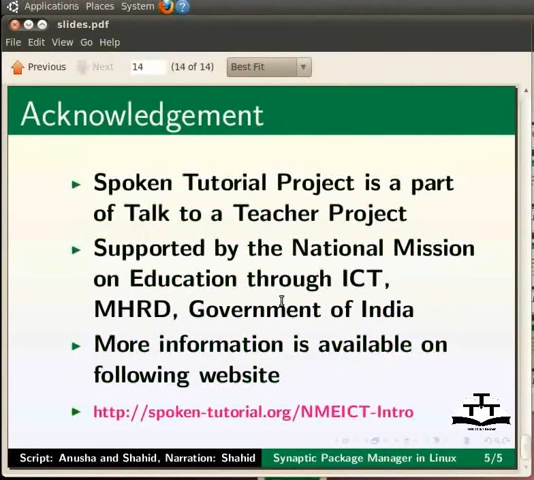 Applications Places System
slides.pdf
File Edit View Go Help
Previous Next 14 (14 of 14) Best Fit
Acknowledgement
Spoken Tutorial Project is a part
of Talk to a Teacher Project
Supported by the National Mission
on Education through ICT,
MHRD, Government of India
More information is available on
following website
http://spoken-tutorial.org/NMEICT-Intro
Script: Anusha and Shahid, Narration: Shahid Synaptic Package Manager in Linux 5/5